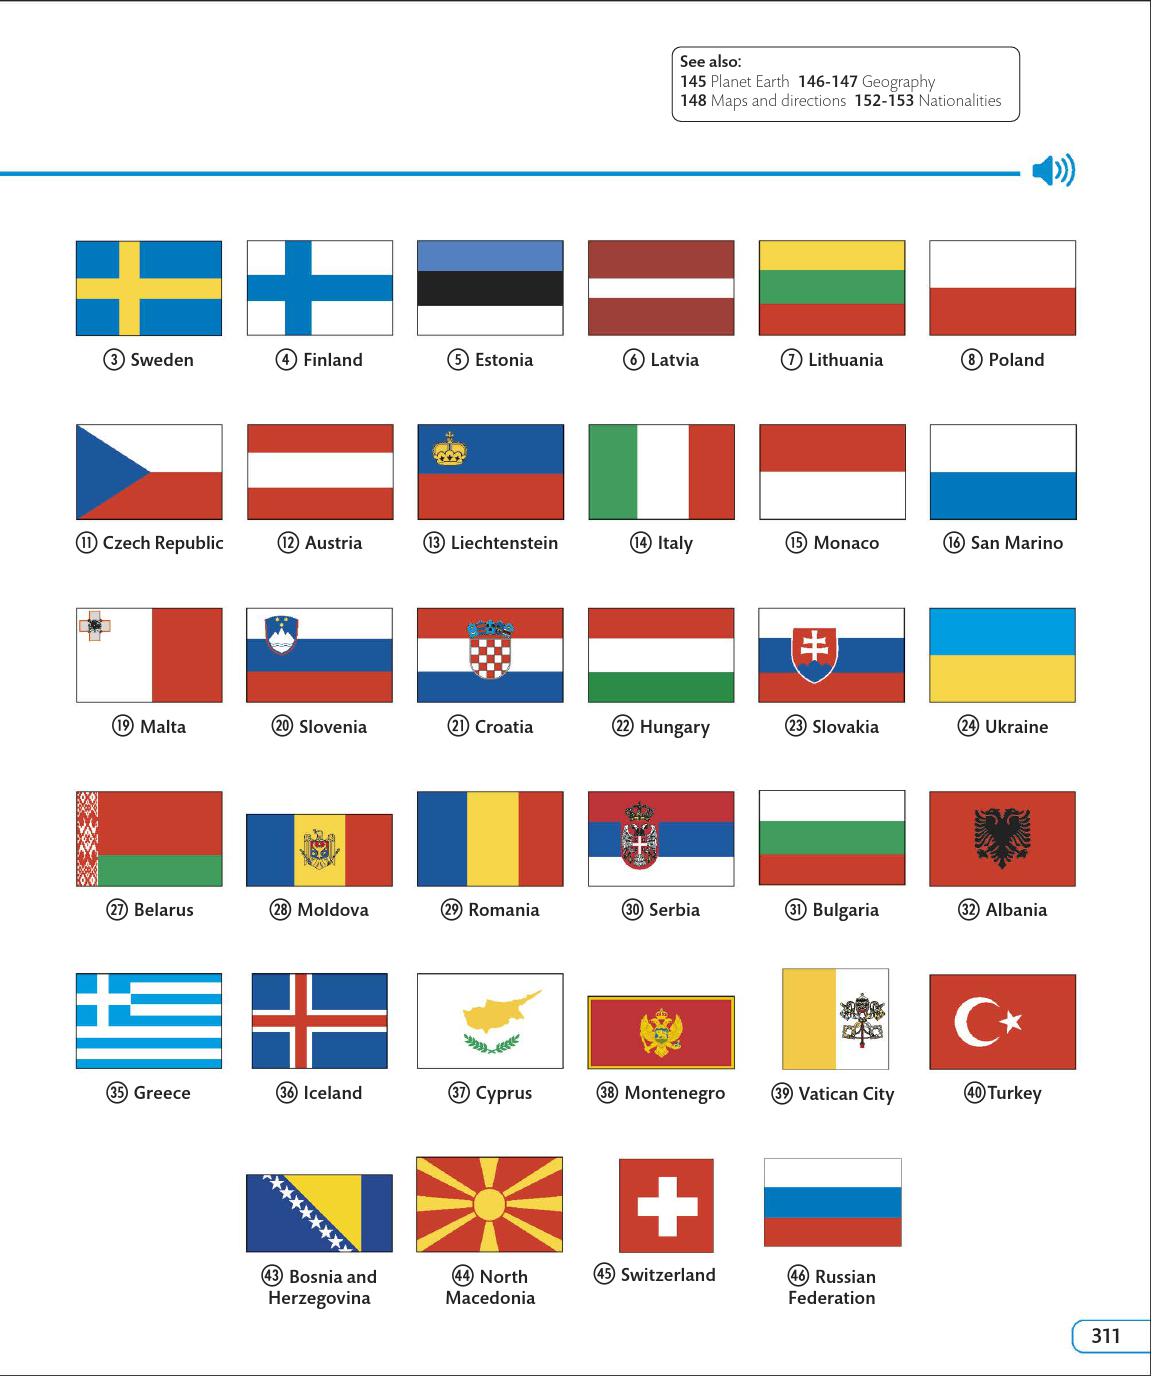 See also:
145 Planet Earth 146-147 Geography
148 Maps and directions 152-153 Nationalities
3 Sweden
4 Finland
5 Estonia
6 Latvia
7 Lithuania
8 Poland
11 Czech Republic
12 Austria
13 Liechtenstein
14 Italy
15 Monaco
16 San Marino
19 Malta
20 Slovenia
21 Croatia
22 Hungary
23 Slovakia
24 Ukraine
27 Belarus
28 Moldova
29 Romania
30 Serbia
31 Bulgaria
32 Albania
35 Greece
36 Iceland
37 Cyprus
38 Montenegro
39 Vatican City
40 Turkey
43 Bosnia and
Herzegovina
44 North
Macedonia
45 Switzerland
46 Russian
Federation
311